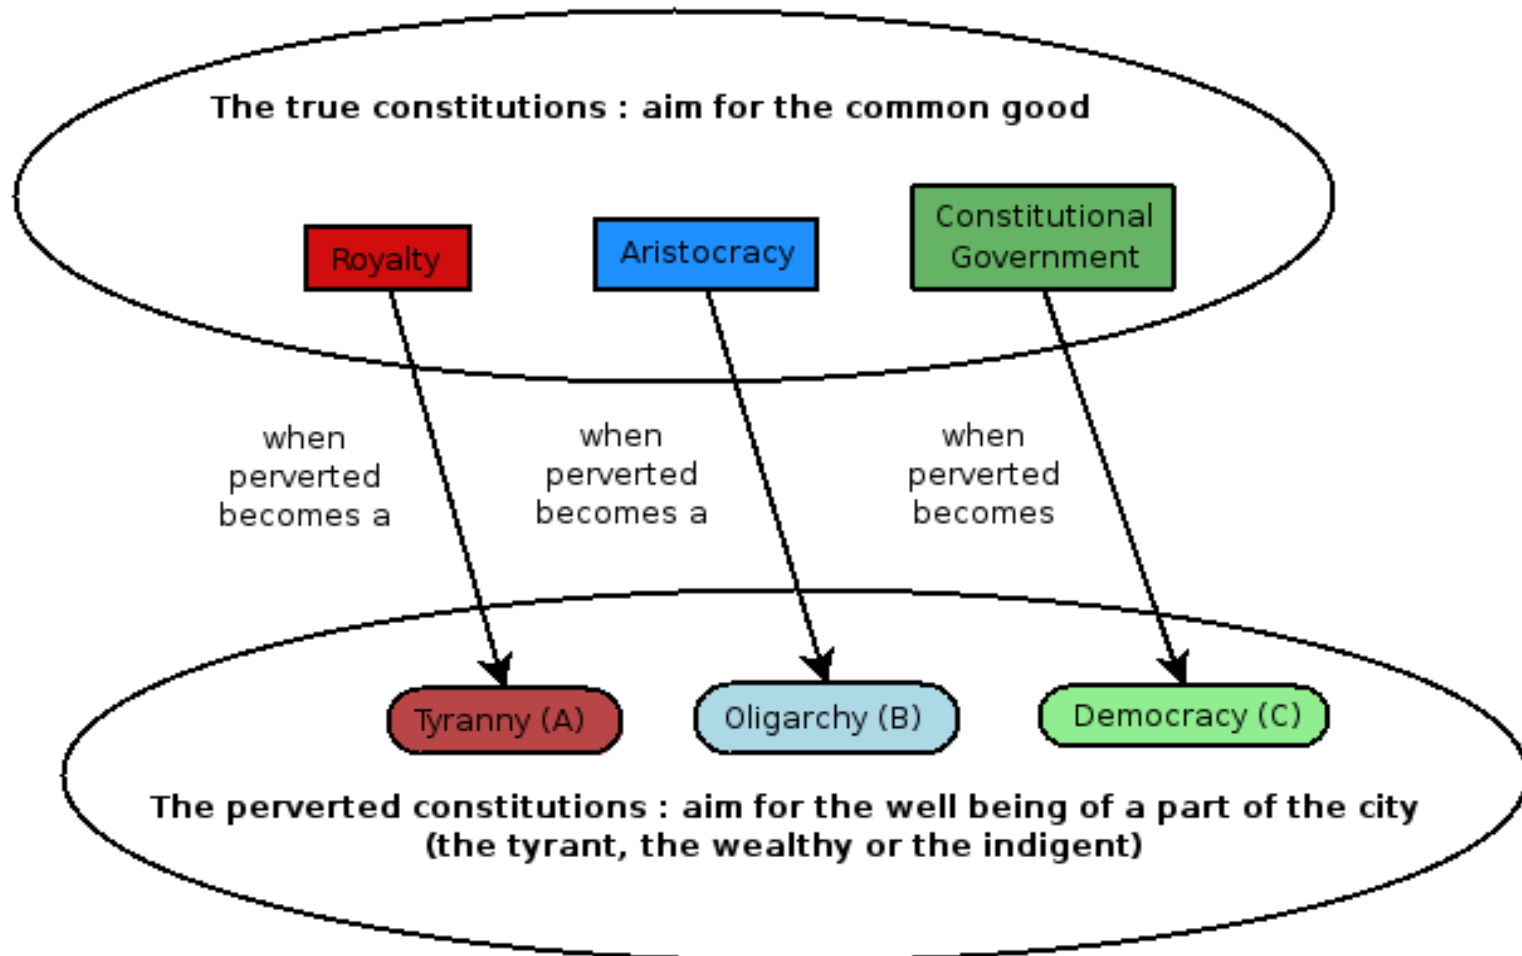 The true constitutions : aim for the common good
Royalty
Aristocracy
Constitutional
Government
when
perverted
becomes a
when
perverted
becomes a
when
perverted
becomes
Tyranny (A)
Oligarchy (B)
Democracy (C)
The perverted constitutions : aim for the well being of a part of the city
(the tyrant, the wealthy or the indigent)